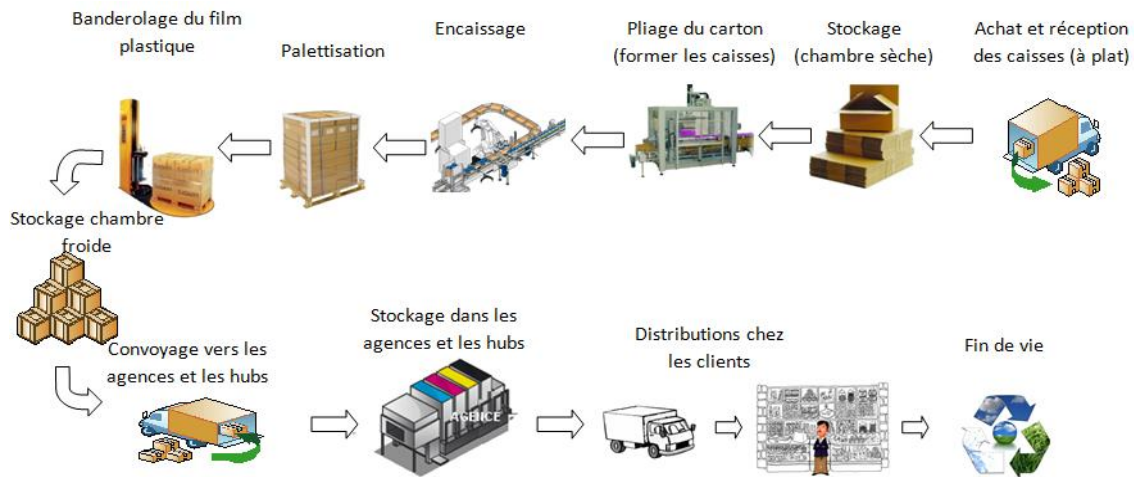 Banderolage du film
plastique
Palettisation
Encaissage
Pliage du carton
(former les caisses)
Stockage
(chambre sèche)
Achat et réception
des caisses (à plat)
Stockage chambre
froide
Convoyage vers les
agences et les hubs
Stockage dans les
agences et les hubs
AGENCE
Distributions chez
les clients
Fin de vie